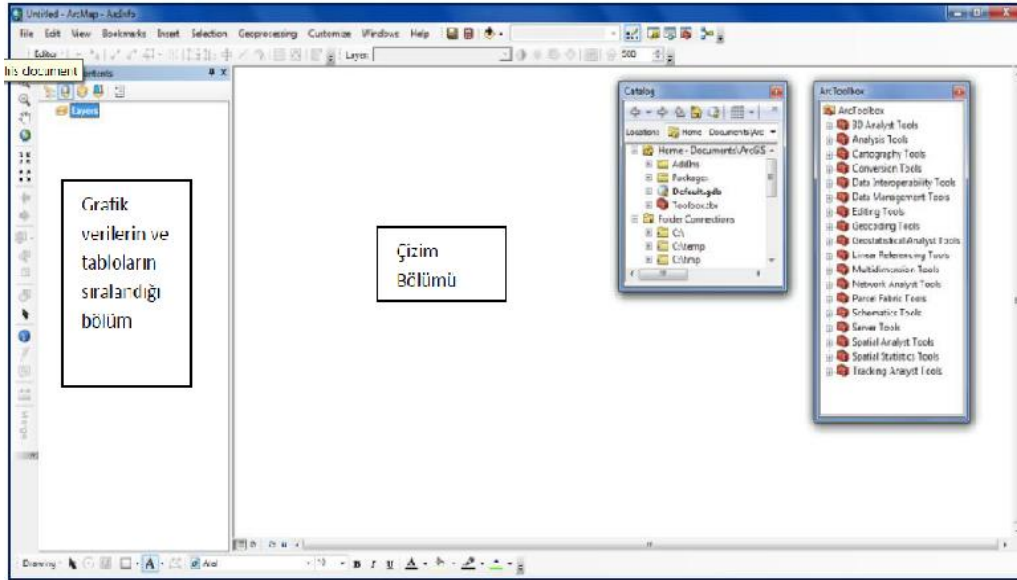 Untitled - ArcMap - ArcInfo
File Edit View Bookmarks Insert Selection Geoprocessing Customize Windows Help
Editor Layer: 500
his document
Layers
Grafik
verilerin ve
tabloların
sıralandığı
bölüm
Çizim
Bölümü
Catalog
Location: Home - Documents\Arc
Home - Documents\ArcGIS
AddIns
Packages
Default.gdb
Toolbox.tbx
Folder Connections
C:\
C:\temp
C:\tmp
ArcToolbox
ArcToolbox
3D Analyst Tools
Analysis Tools
Cartography Tools
Conversion Tools
Data Interoperability Tools
Data Management Tools
Editing Tools
Geocoding Tools
Geostatistical Analyst Tools
Linear Referencing Tools
Multidimension Tools
Network Analyst Tools
Parcel Fabric Tools
Schematics Tools
Server Tools
Spatial Analyst Tools
Spatial Statistics Tools
Tracking Analyst Tools
Drawing A Arial 10 B I U A